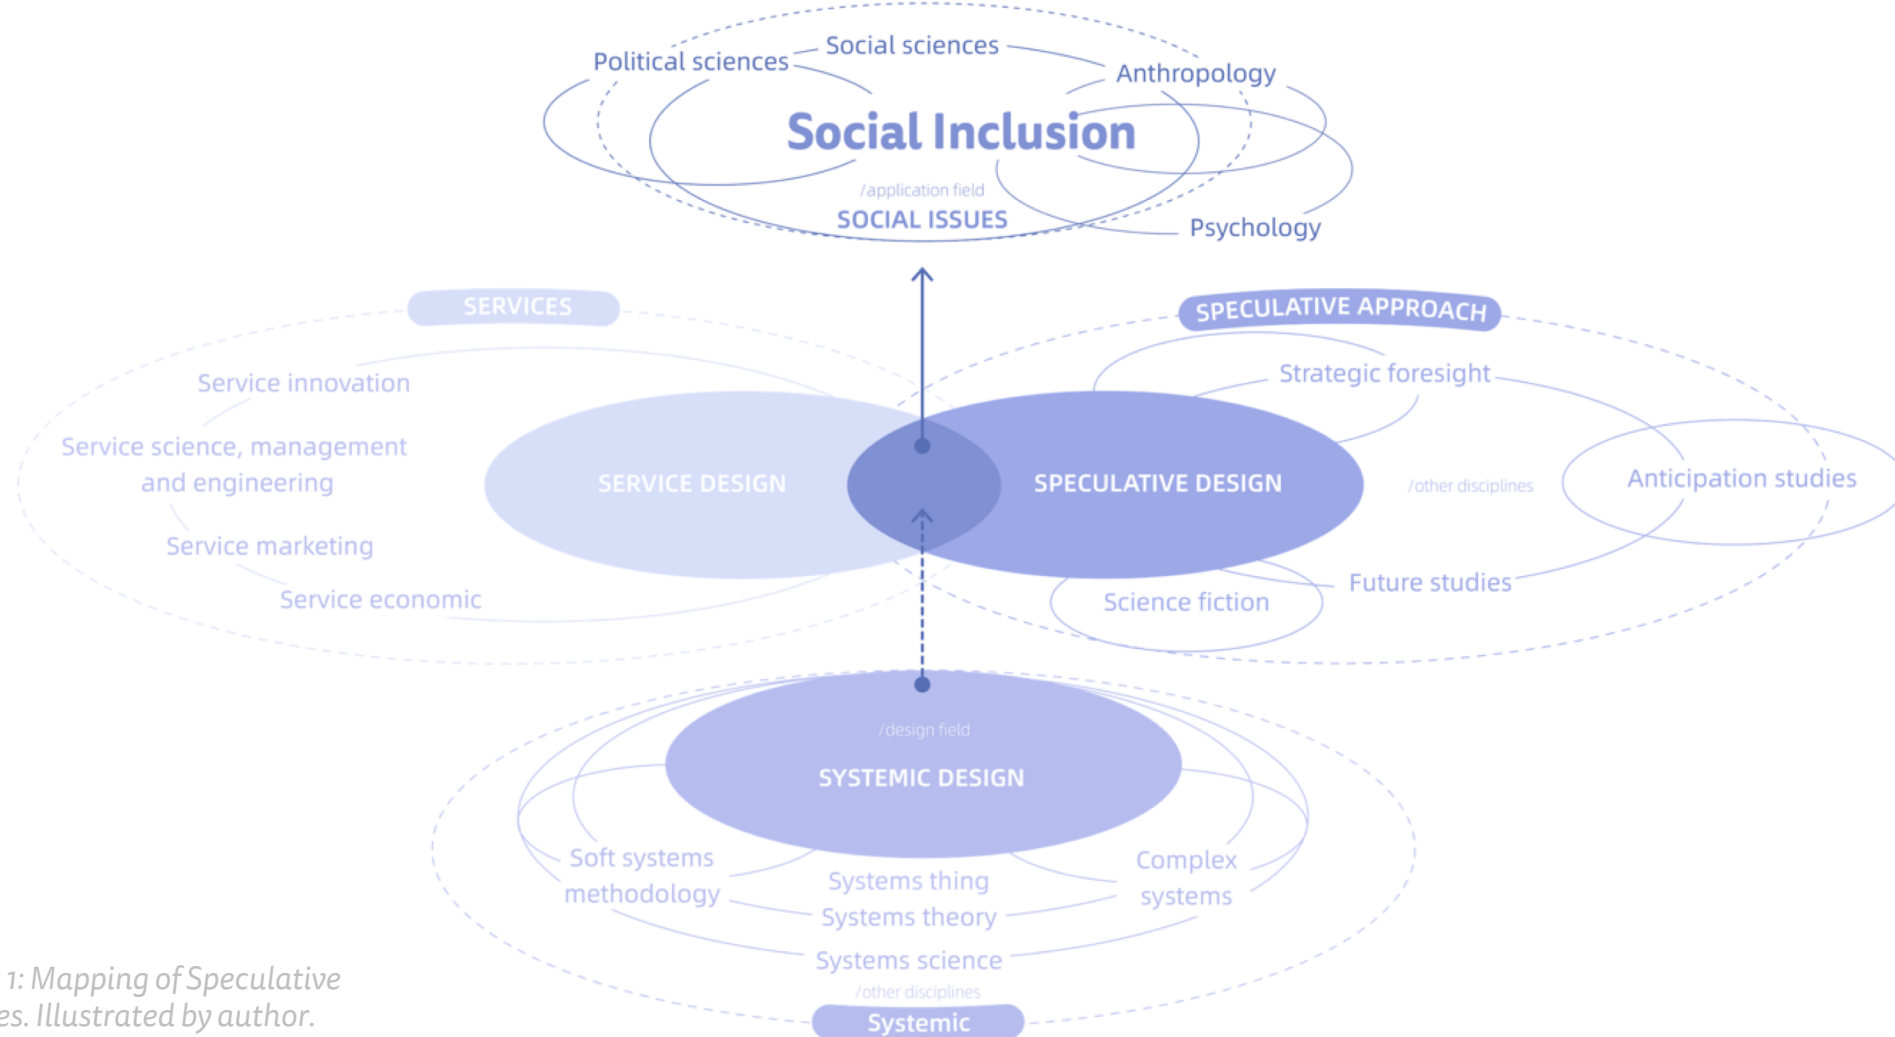 Social sciences
Political sciences
Anthropology
Social Inclusion
/application field
SOCIAL ISSUES
Psychology
SERVICES
SPECULATIVE APPROACH
Service innovation
Strategic foresight
Service science, management
and engineering
SERVICE DESIGN
SPECULATIVE DESIGN
/other disciplines
Anticipation studies
Service marketing
Service economic
Future studies
Science fiction
/design field
SYSTEMIC DESIGN
Soft systems
methodology
Systems thing
Systems theory
Complex
systems
Systems science
/other disciplines
Systemic
1: Mapping of Speculative
es. Illustrated by author.